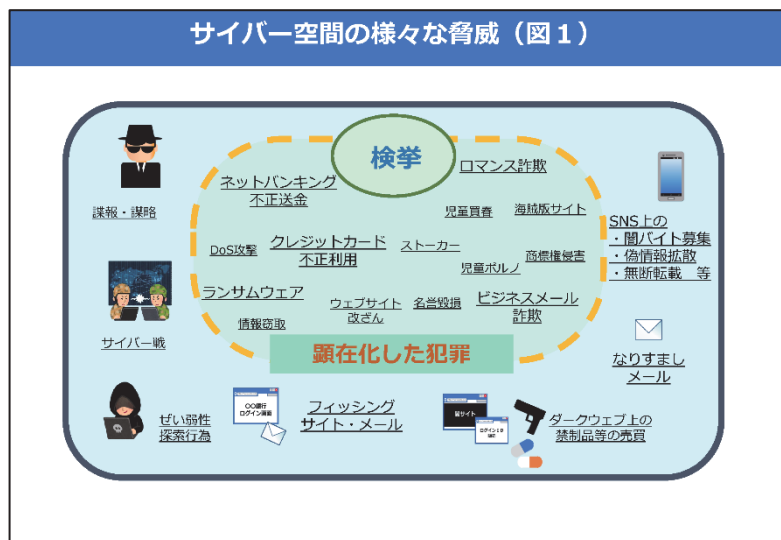 サイバー空間の様々な脅威（図１）
検挙
ロマンス詐欺
ネットバンキング
不正送金
児童買春
海賊版サイト
諜報・謀略
SNS上の
・闇バイト募集
・偽情報拡散
・無断転載　等
DoS攻撃
クレジットカード
不正利用
ストーカー
商標権侵害
児童ポルノ
ランサムウェア
ウェブサイト
改ざん
名誉毀損
ビジネスメール
詐欺
情報窃取
サイバー戦
顕在化した犯罪
なりすまし
メール
ぜい弱性
探索行為
〇〇銀行
ログイン画面
フィッシング
サイト・メール
闇サイト
ダークウェブ上の
禁制品等の売買